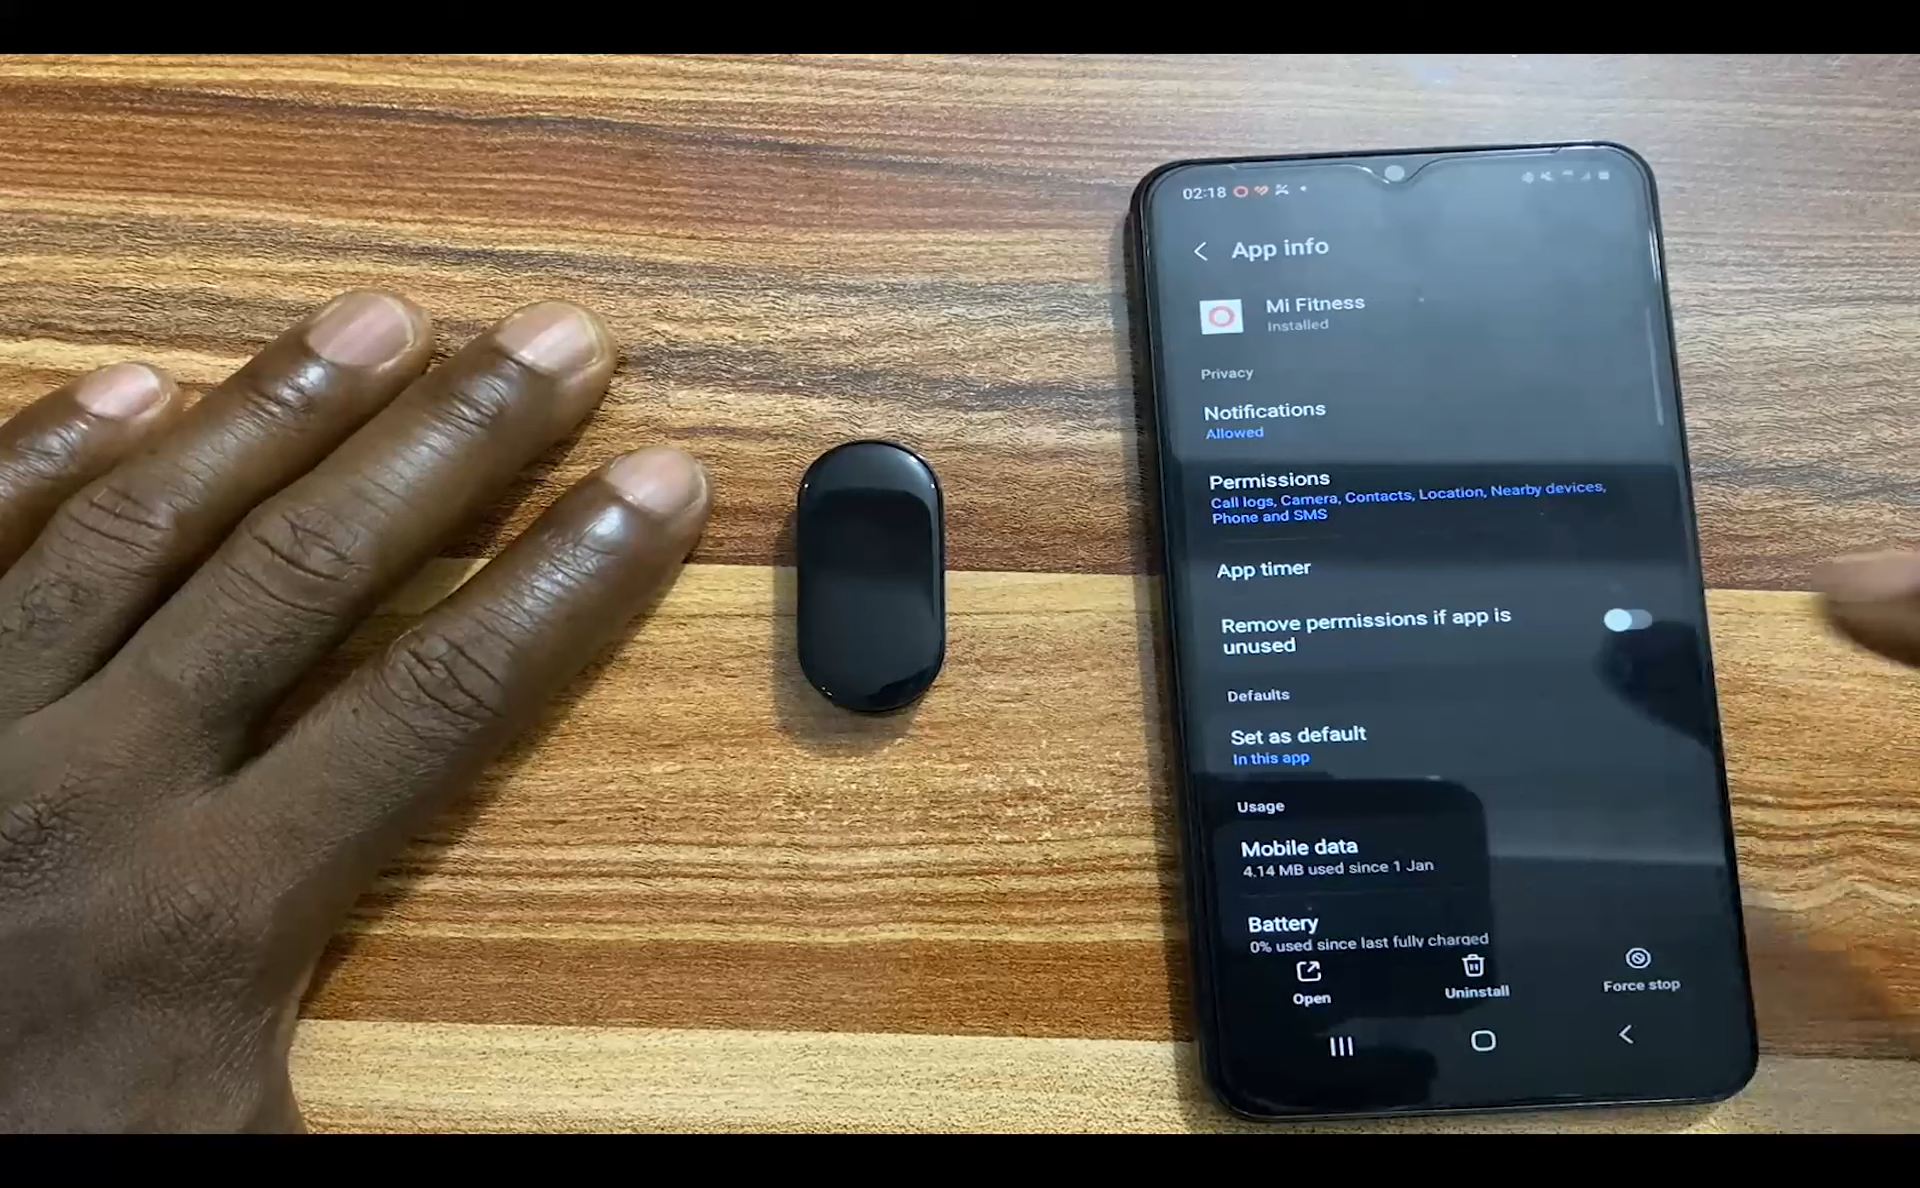 02:18
App info
Mi Fitness
Installed
Privacy
Notifications
Allowed
Permissions
Call logs, Camera, Contacts, Location, Nearby devices,
Phone and SMS
App timer
Remove permissions if app is
unused
Defaults
Set as default
In this app
Usage
Mobile data
4.14 MB used since 1 Jan
Battery
0% used since last fully charged
Open
Uninstall
Force stop